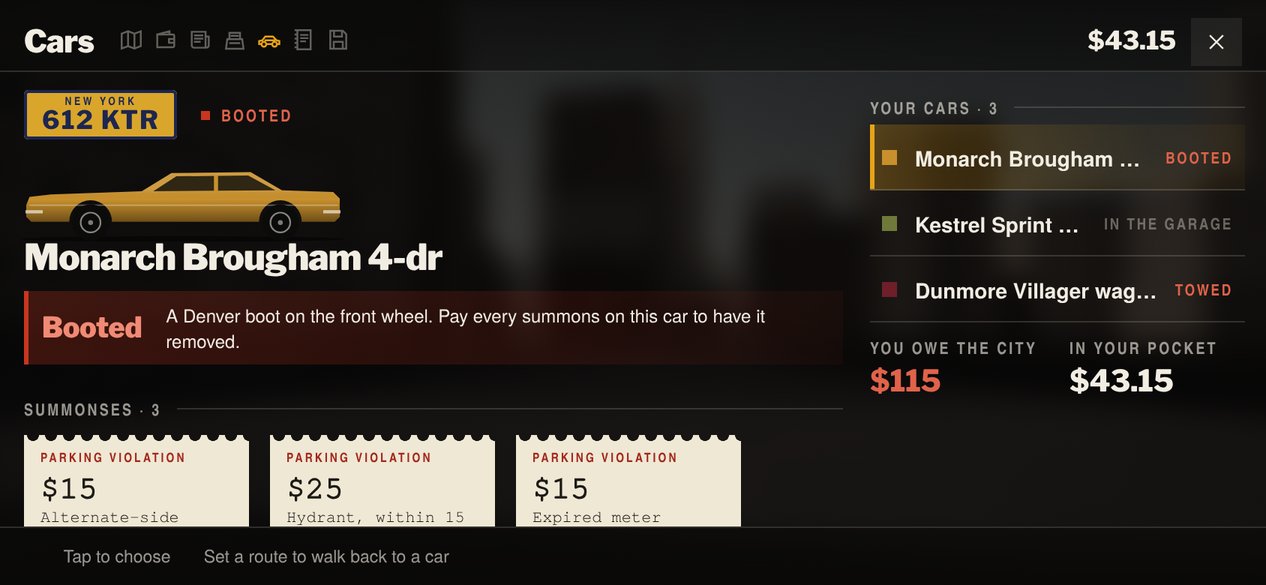 Cars
$43.15
NEW YORK
612 KTR
BOOTED
Monarch Brougham 4-dr
Booted
A Denver boot on the front wheel. Pay every summons on this car to have it
removed.
SUMMONSES · 3
PARKING VIOLATION
$15
Alternate-side
PARKING VIOLATION
$25
Hydrant, within 15
PARKING VIOLATION
$15
Expired meter
YOUR CARS · 3
Monarch Brougham ... BOOTED
Kestrel Sprint ... IN THE GARAGE
Dunmore Villager wag... TOWED
YOU OWE THE CITY
$115
IN YOUR POCKET
$43.15
Tap to choose
Set a route to walk back to a car